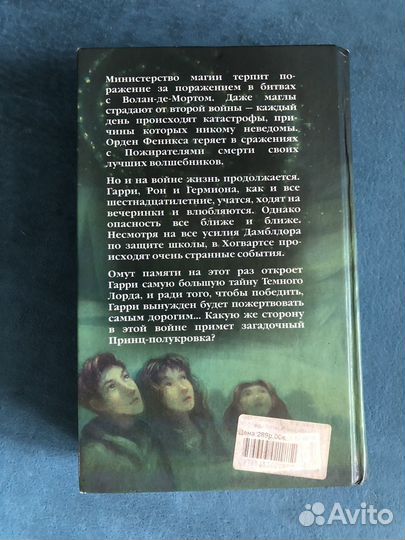 Министерство магии терпит по-
ражение за поражением в битвах
с Волан-де-Мортом. Даже маглы
страдают от второй войны — каждый
день происходят катастрофы, при-
чины которых никому неведомы.
Орден Феникса теряет в сражениях
с Пожирателями смерти своих
лучших волшебников.
Но и на войне жизнь продолжается.
Гарри, Рон и Гермиона, как и все
шестнадцатилетние, учатся, ходят на
вечеринки и влюбляются. Однако
опасность все ближе и ближе.
Несмотря на все усилия Дамблдора
по защите школы, в Хогвартсе про-
исходят очень странные события.
Омут памяти на этот раз откроет
Гарри самую большую тайну Темного
Лорда, и ради того, чтобы победить,
Гарри вынужден будет пожертвовать
самым дорогим... Какую же сторону
в этой войне примет загадочный
Принц-полукровка?
Цена:289р.00к.
Avito